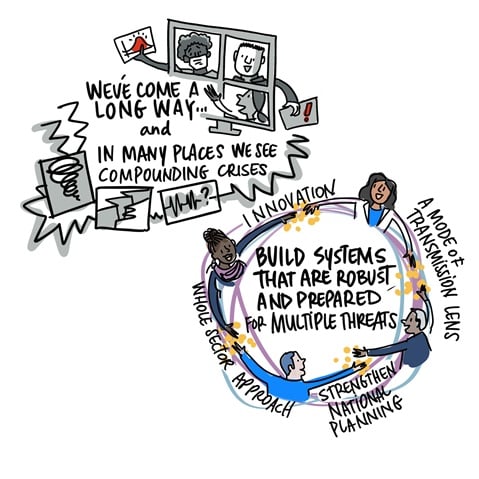 WE'VE COME A
LONG WAY...
and
IN MANY PLACES WE SEE
COMPOUNDING CRISES
!
?
INNOVATION
A MODE OF
TRANSMISSION LENS
BUILD SYSTEMS
THAT ARE ROBUST
AND PREPARED
FOR MULTIPLE THREATS
WHOLE SECTOR APPROACH
STRENGTHEN
NATIONAL
PLANNING